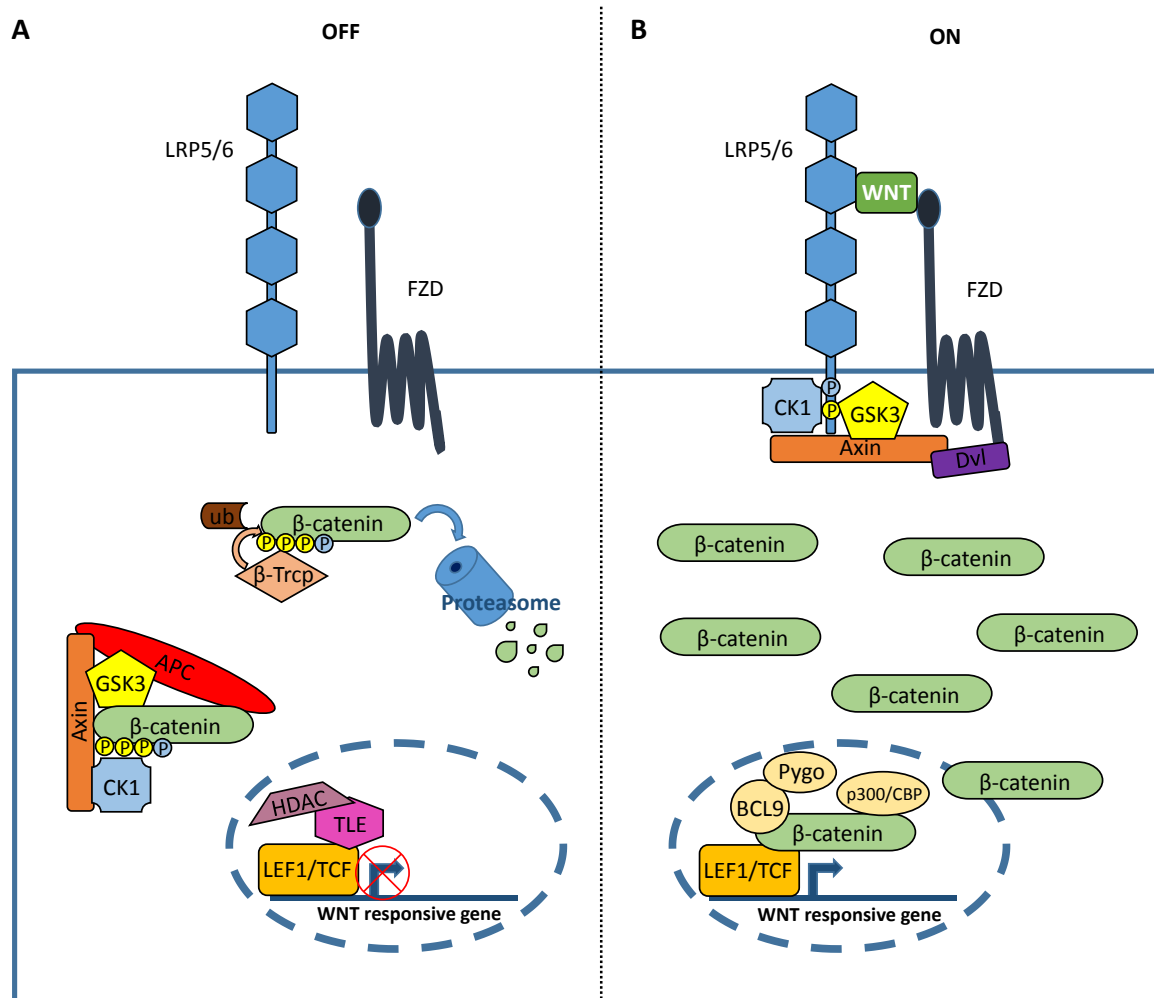 A
OFF
LRP5/6
FZD
ub
β-catenin
P P P P
β-Trcp
Proteasome
APC
GSK3
Axin
β-catenin
P P P P
CK1
HDAC
TLE
LEF1/TCF
WNT responsive gene
B
ON
LRP5/6
WNT
FZD
P
CK1
P
GSK3
Axin
Dvl
β-catenin
β-catenin
β-catenin
β-catenin
β-catenin
Pygo
β-catenin
BCL9
p300/CBP
β-catenin
LEF1/TCF
WNT responsive gene